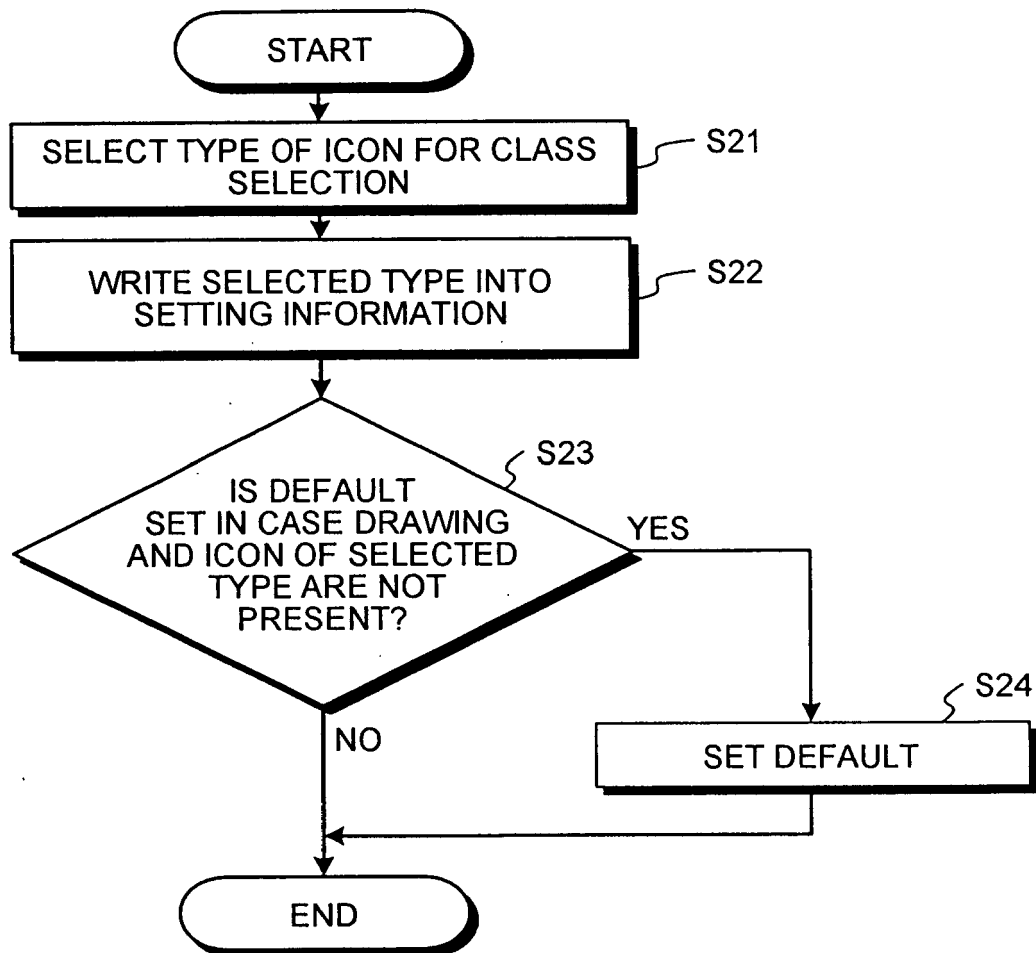 START
SELECT TYPE OF ICON FOR CLASS
SELECTION
S21
WRITE SELECTED TYPE INTO
SETTING INFORMATION
S22
IS DEFAULT
SET IN CASE DRAWING
AND ICON OF SELECTED
TYPE ARE NOT
PRESENT?
S23
YES
NO
S24
SET DEFAULT
END